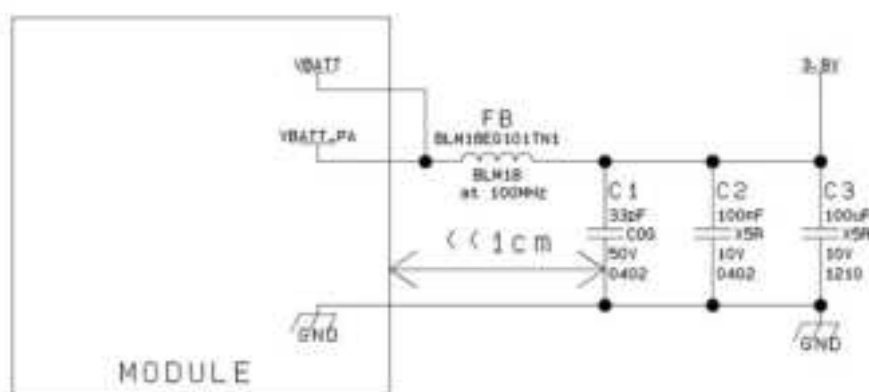 VBATT
3.8V
FB
BLM18EG101TN1
VBATT_PA
BLM18
at 100MHz
C1
33pF
C0G
50V
0402
C2
100nF
X5R
10V
0402
C3
100uF
X5R
10V
1210
<<1cm
GND
GND
MODULE